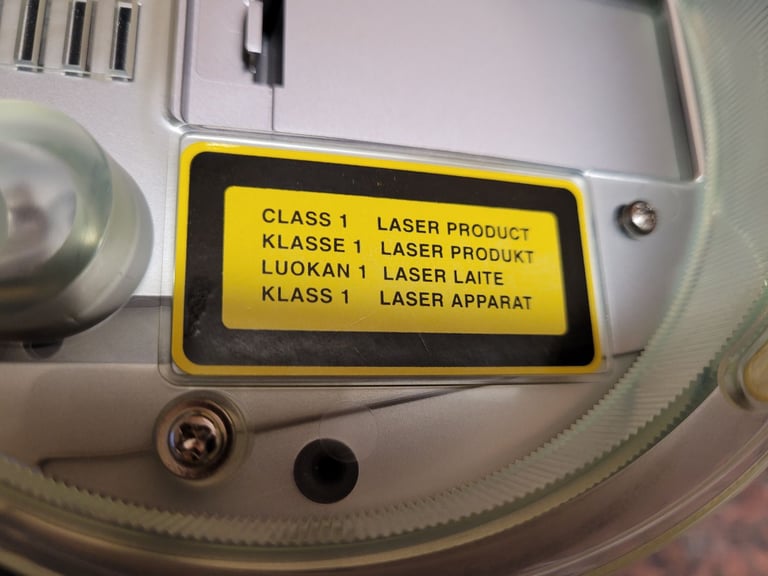 CLASS 1 LASER PRODUCT
KLASSE 1 LASER PRODUKT
LUOKAN 1 LASER LAITE
KLASS 1 LASER APPARAT